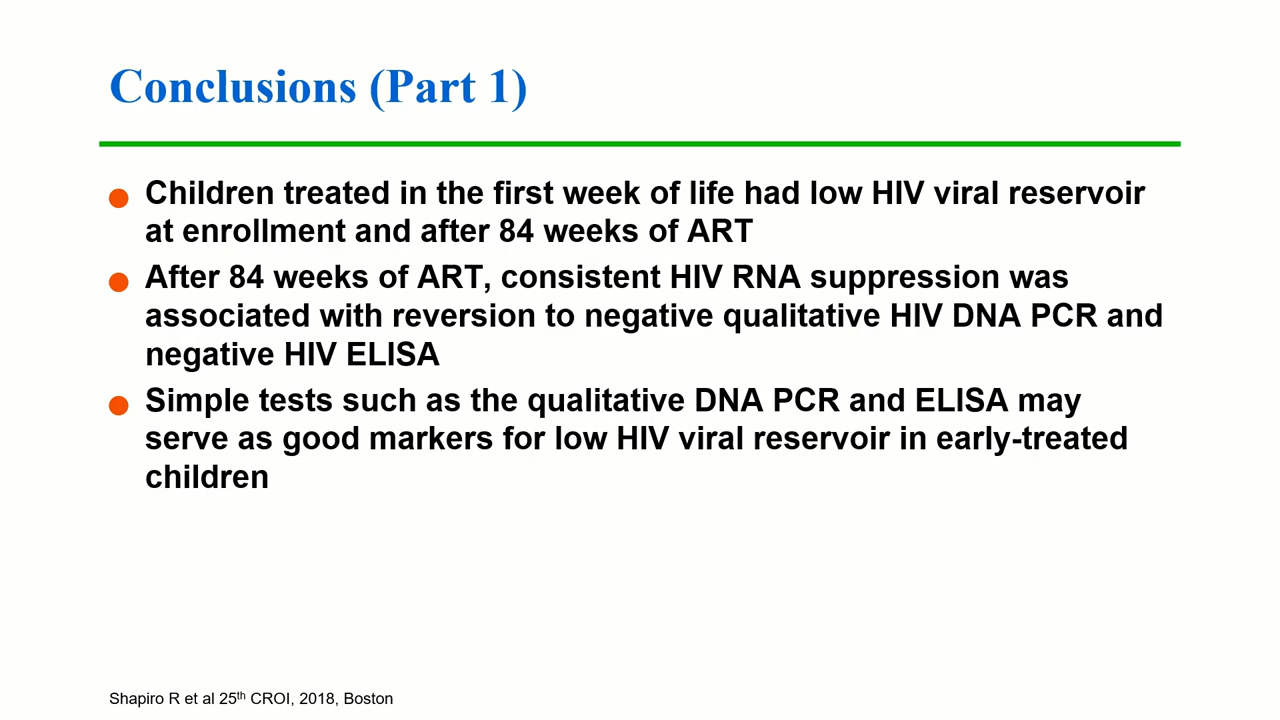 Conclusions (Part 1)
Children treated in the first week of life had low HIV viral reservoir
at enrollment and after 84 weeks of ART
After 84 weeks of ART, consistent HIV RNA suppression was
associated with reversion to negative qualitative HIV DNA PCR and
negative HIV ELISA
Simple tests such as the qualitative DNA PCR and ELISA may
serve as good markers for low HIV viral reservoir in early-treated
children
Shapiro R et al 25th CROI, 2018, Boston